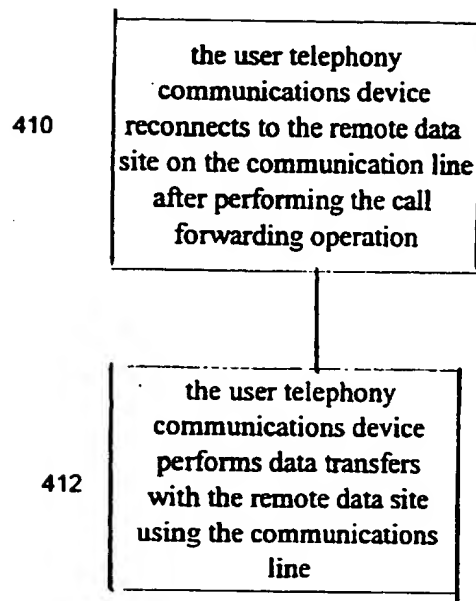 410
the user telephony
communications device
reconnects to the remote data
site on the communication line
after performing the call
forwarding operation
412
the user telephony
communications device
performs data transfers
with the remote data site
using the communications
line